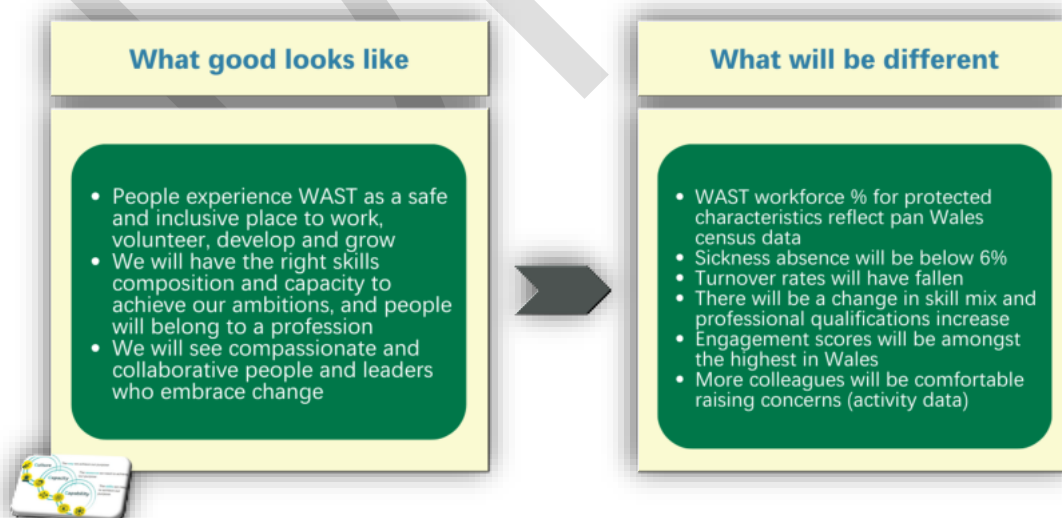 What good looks like
• People experience WAST as a safe
and inclusive place to work,
volunteer, develop and grow
• We will have the right skills
composition and capacity to
achieve our ambitions, and people
will belong to a profession
• We will see compassionate and
collaborative people and leaders
who embrace change
What will be different
• WAST workforce % for protected
characteristics reflect pan Wales
census data
• Sickness absence will be below 6%
• Turnover rates will have fallen
• There will be a change in skill mix and
professional qualifications increase
• Engagement scores will be amongst
the highest in Wales
• More colleagues will be comfortable
raising concerns (activity data)
Culture
Capacity
Capability